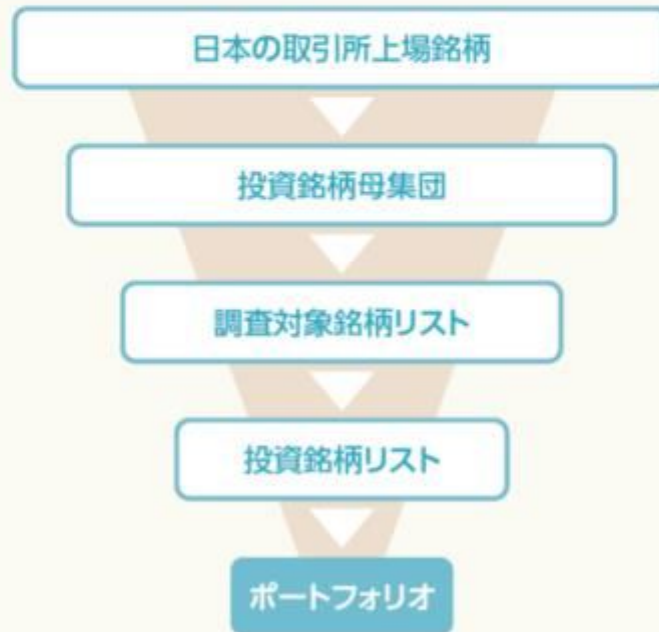 日本の取引所上場銘柄
投資銘柄母集団
調査対象銘柄リスト
投資銘柄リスト
ポートフォリオ